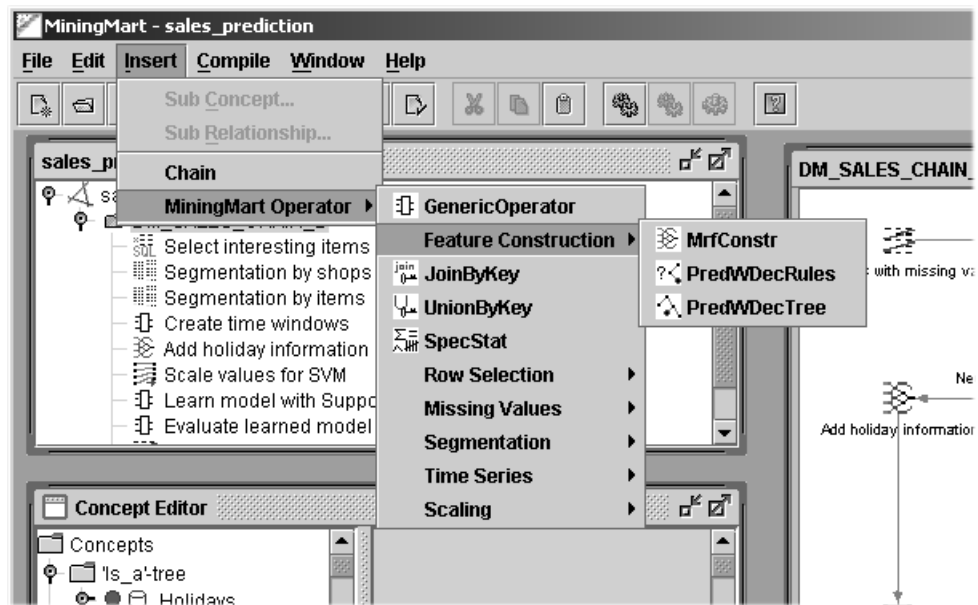 MiningMart - sales_prediction
File Edit Insert Compile Window Help
Sub Concept...
Sub Relationship...
Chain
MiningMart Operator
GenericOperator
Feature Construction
JoinByKey
UnionByKey
SpecStat
Row Selection
Missing Values
Segmentation
Time Series
Scaling
MrfConstr
PredWDecRules
PredWDecTree
Select interesting items
Segmentation by shops
Segmentation by items
Create time windows
Add holiday information
Scale values for SVM
Learn model with Suppo
Evaluate learned model
DM_SALES_CHAIN_
with missing va
Ne
Add holiday information
Concept Editor
Concepts
'Is_a'-tree
Holidays